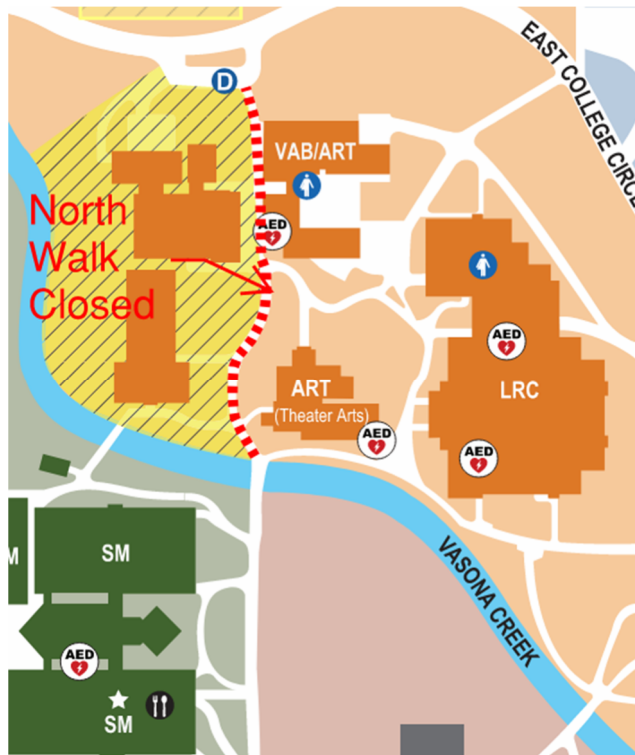 EAST COLLEGE CIRCLE
D
VAB/ART
North
Walk
Closed
AED
AED
LRC
ART
(Theater Arts)
AED
AED
VASONA CREEK
M
SM
AED
SM